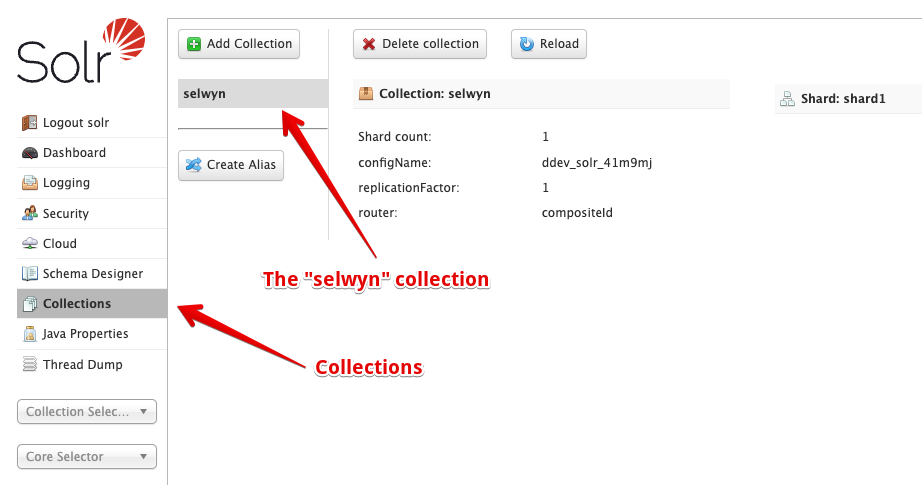 Solr
Logout solr
Dashboard
Logging
Security
Cloud
Schema Designer
Collections
Java Properties
Thread Dump
Collection Selec...
Core Selector
Add Collection
selwyn
Create Alias
Delete collection
Reload
Collection: selwyn
Shard count: 1
configName: ddev_solr_41m9mj
replicationFactor: 1
router: compositeId
Shard: shard1
The "selwyn" collection
Collections